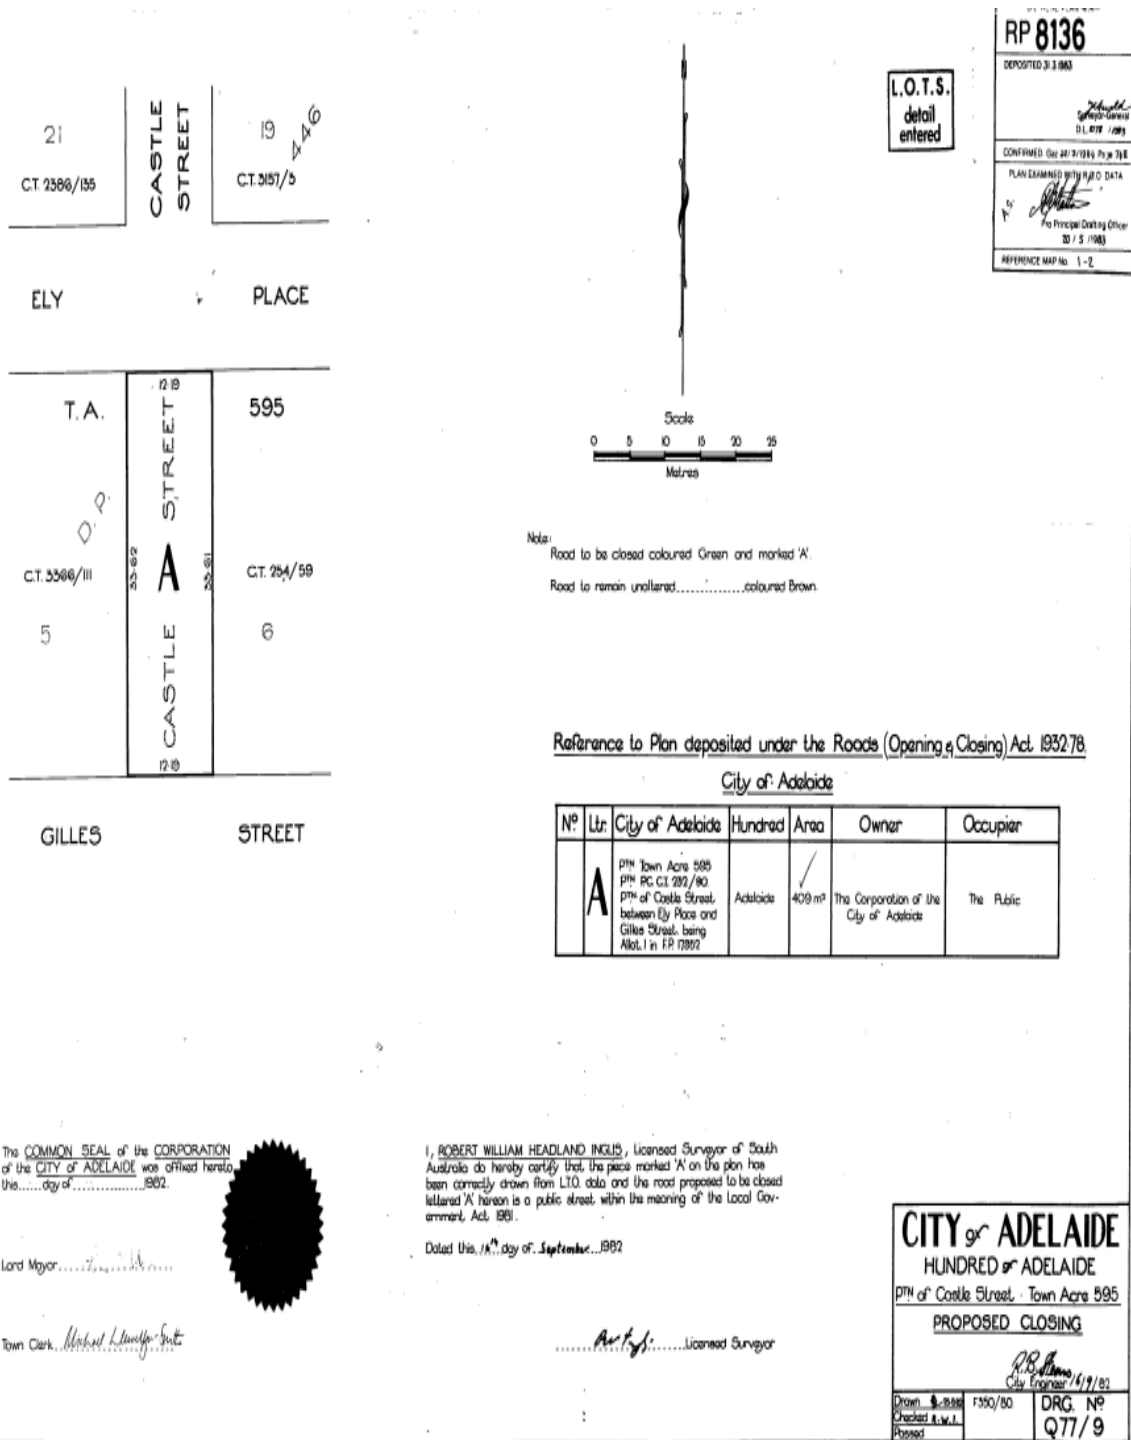 RP 8136
DEPOSITED 31.3.1983
Surveyor-General
L.O.T.S.
detail
entered
PLAN EXAMINED WITH R.T.O DATA
Pro Principal Drafting Officer
20 / 5 /1983
REFERENCE MAP No. 1-2
21
CASTLE
STREET
19
446
C.T. 2386/135
C.T. 3157/3
ELY PLACE
12·19
T. A.
595
CASTLE STREET
O. P.
C.T. 3366/111
33·62
A
33·61
C.T. 254/59
5
6
12·19
GILLES STREET
Scale
0 5 10 15 20 25
Metres
Note:
Road to be closed coloured Green and marked 'A'.
Road to remain unaltered..............coloured Brown.
Reference to Plan deposited under the Roads (Opening & Closing) Act 1932-78.
City of Adelaide
Nº Ltr. City of Adelaide Hundred Area Owner Occupier
A
PTN Town Acre 595
PTN of Castle Street
between Ely Place and
Gilles Street, being
Allot. 1 in F.P. 17852
Adelaide
409 m²
The Corporation of the
City of Adelaide
The Public
The COMMON SEAL of the CORPORATION
of the CITY of ADELAIDE was affixed hereto
this......day of..................1982.
Lord Mayor
Town Clerk
I, ROBERT WILLIAM HEADLAND INGLIS, Licensed Surveyor of South
Australia do hereby certify that the piece marked 'A' on the plan has
been correctly drawn from L.T.O. data and the road proposed to be closed
lettered 'A' hereon is a public street within the meaning of the Local Gov-
ernment Act 1981.
Dated this 14th day of September 1982
Licensed Surveyor
CITY of ADELAIDE
HUNDRED of ADELAIDE
PTN of Castle Street · Town Acre 595
PROPOSED CLOSING
City Engineer 16/9/82
Drawn
Checked R.W.I.
Passed
F350/80
DRG. Nº
Q77/9